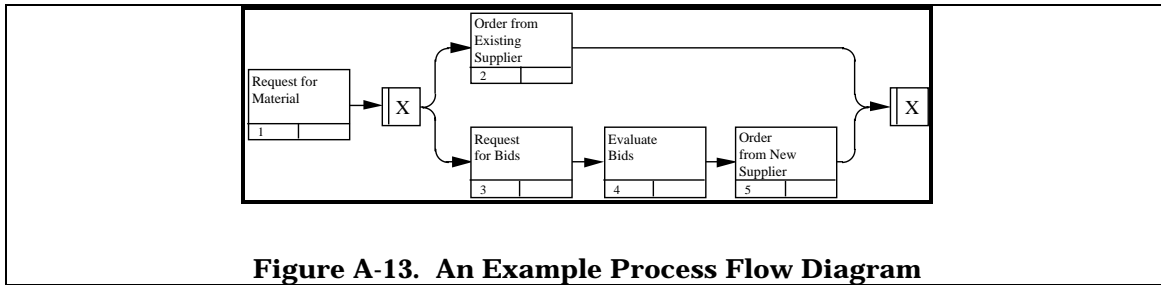 Request for
Material
1
X
Order from
Existing
Supplier
2
Request
for Bids
3
Evaluate
Bids
4
Order
from New
Supplier
5
X
Figure A-13. An Example Process Flow Diagram